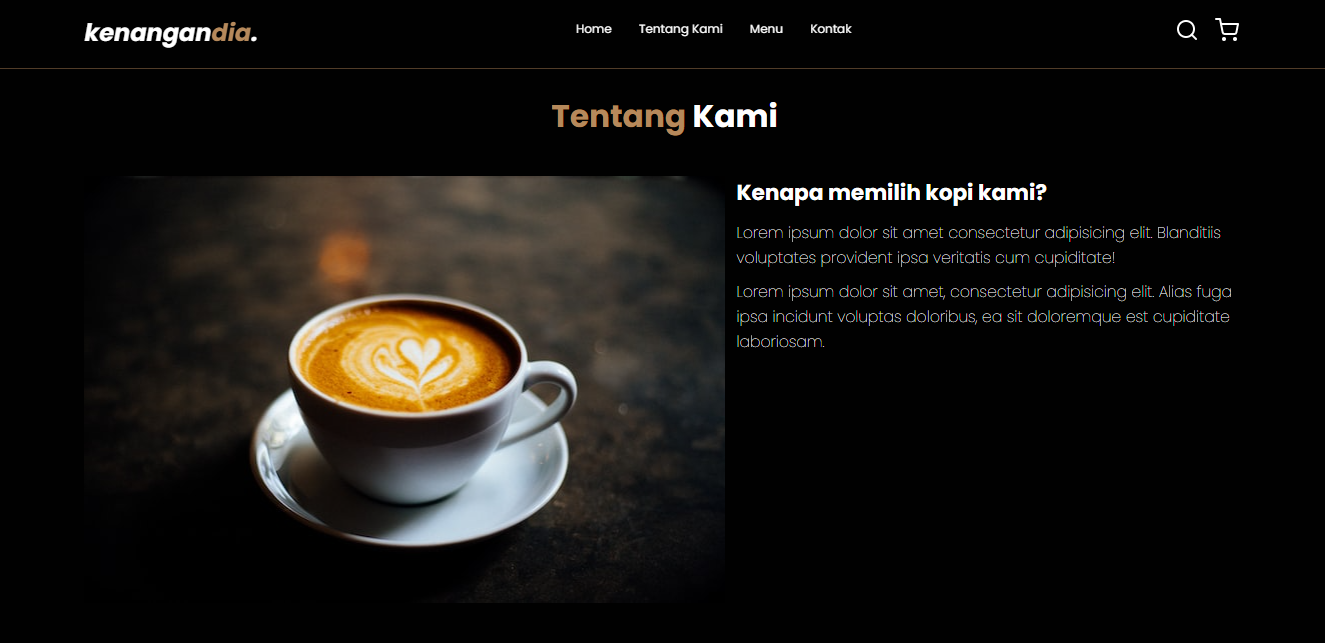 kenangandia.
Home Tentang Kami Menu Kontak
Tentang Kami
Kenapa memilih kopi kami?
Lorem ipsum dolor sit amet consectetur adipisicing elit. Blanditiis
voluptates provident ipsa veritatis cum cupiditate!
Lorem ipsum dolor sit amet, consectetur adipisicing elit. Alias fuga
ipsa incidunt voluptas doloribus, ea sit doloremque est cupiditate
laboriosam.